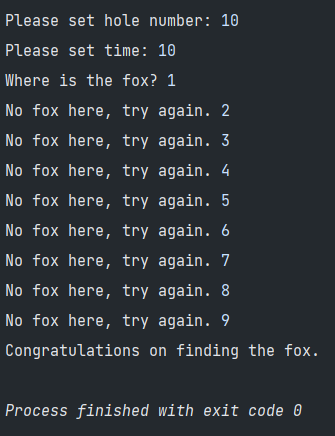 Please set hole number: 10
Please set time: 10
Where is the fox? 1
No fox here, try again. 2
No fox here, try again. 3
No fox here, try again. 4
No fox here, try again. 5
No fox here, try again. 6
No fox here, try again. 7
No fox here, try again. 8
No fox here, try again. 9
Congratulations on finding the fox.
Process finished with exit code 0